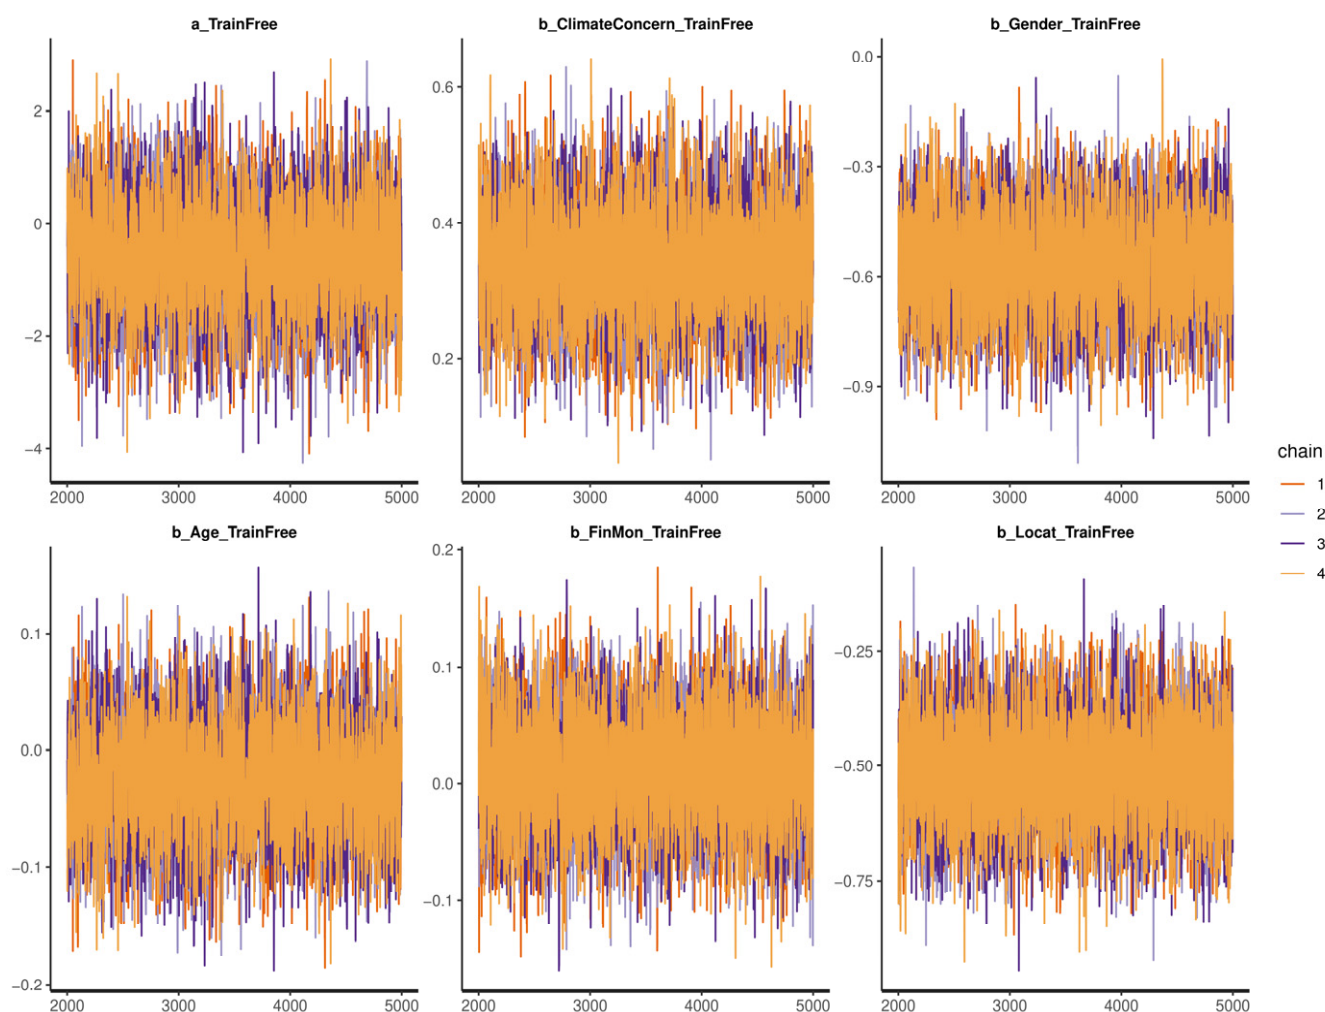 a_TrainFree
b_ClimateConcern_TrainFree
b_Gender_TrainFree
2
0
−2
−4
0.6
0.4
0.2
0.0
−0.3
−0.6
−0.9
2000 3000 4000 5000
2000 3000 4000 5000
2000 3000 4000 5000
b_Age_TrainFree
b_FinMon_TrainFree
b_Locat_TrainFree
0.1
0.0
−0.1
−0.2
0.2
0.1
0.0
−0.1
−0.25
−0.50
−0.75
2000 3000 4000 5000
2000 3000 4000 5000
2000 3000 4000 5000
chain
1
2
3
4